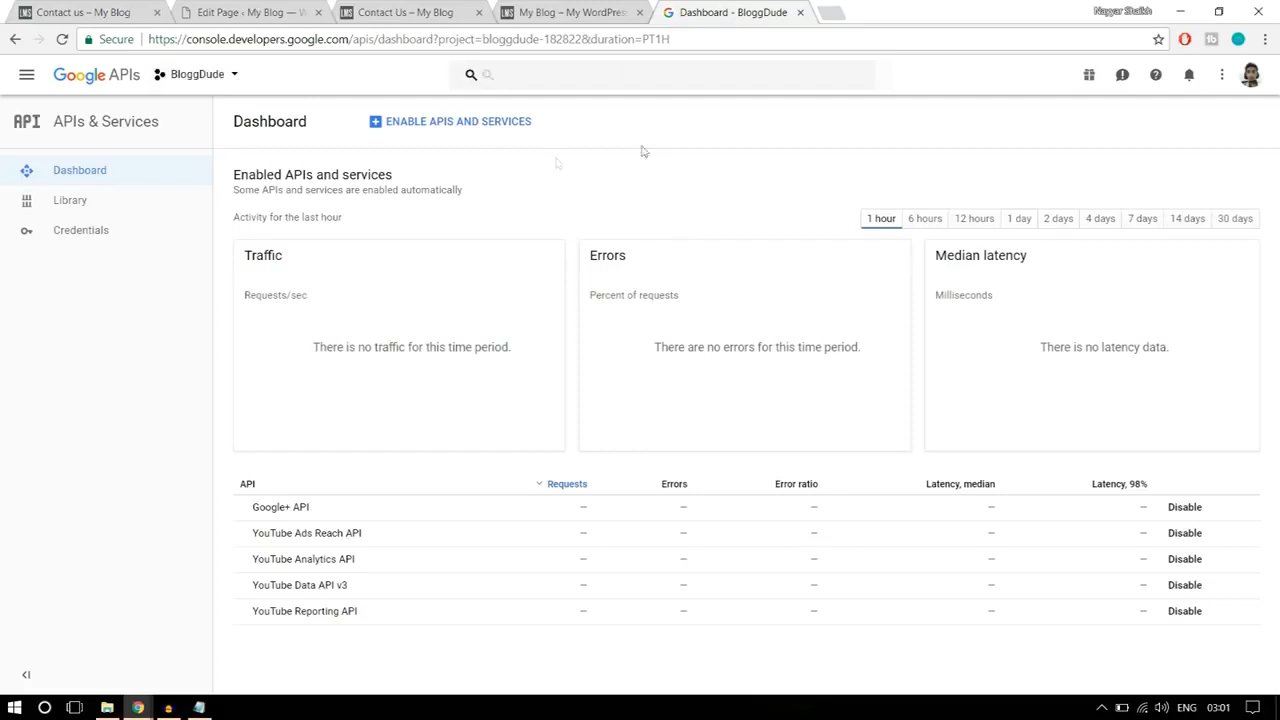 Contact us – My Blog
Edit Page ‹ My Blog —
Contact Us – My Blog
My Blog – My WordPress
Dashboard - BloggDude
Nayyar Shaikh
Secure
https://console.developers.google.com/apis/dashboard?project=bloggdude-182822&duration=PT1H
Google APIs
BloggDude
API
APIs & Services
Dashboard
ENABLE APIS AND SERVICES
Dashboard
Library
Credentials
Enabled APIs and services
Some APIs and services are enabled automatically
Activity for the last hour
1 hour
6 hours
12 hours
1 day
2 days
4 days
7 days
14 days
30 days
Traffic
Requests/sec
There is no traffic for this time period.
Errors
Percent of requests
There are no errors for this time period.
Median latency
Milliseconds
There is no latency data.
API Requests Errors Error ratio Latency, median Latency, 98%
Google+ API – – – – – Disable
YouTube Ads Reach API – – – – – Disable
YouTube Analytics API – – – – – Disable
YouTube Data API v3 – – – – – Disable
YouTube Reporting API – – – – – Disable
ENG
03:01